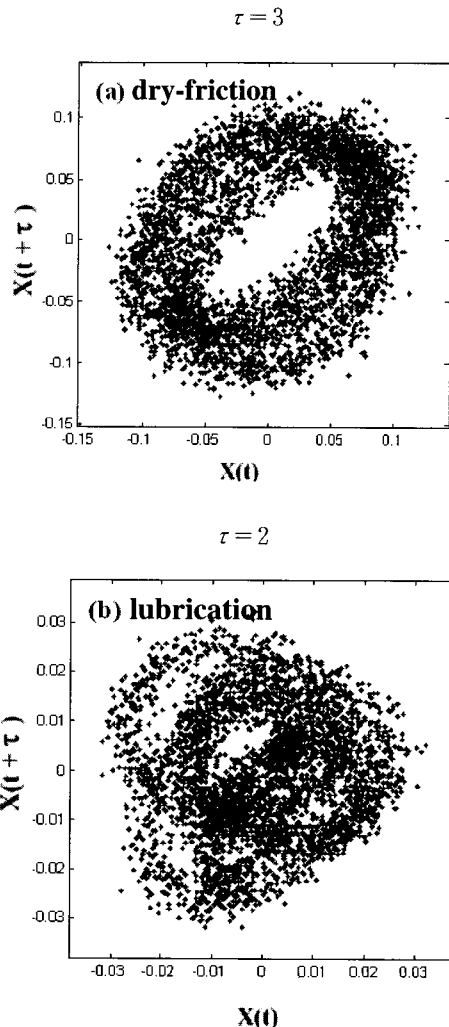 τ = 3
(a) dry-friction
0.1
0.05
0
-0.05
-0.1
-0.15
X(t + τ )
-0.15 -0.1 -0.05 0 0.05 0.1
X(t)
τ = 2
(b) lubrication
0.03
0.02
0.01
0
-0.01
-0.02
-0.03
X(t + τ )
-0.03 -0.02 -0.01 0 0.01 0.02 0.03
X(t)